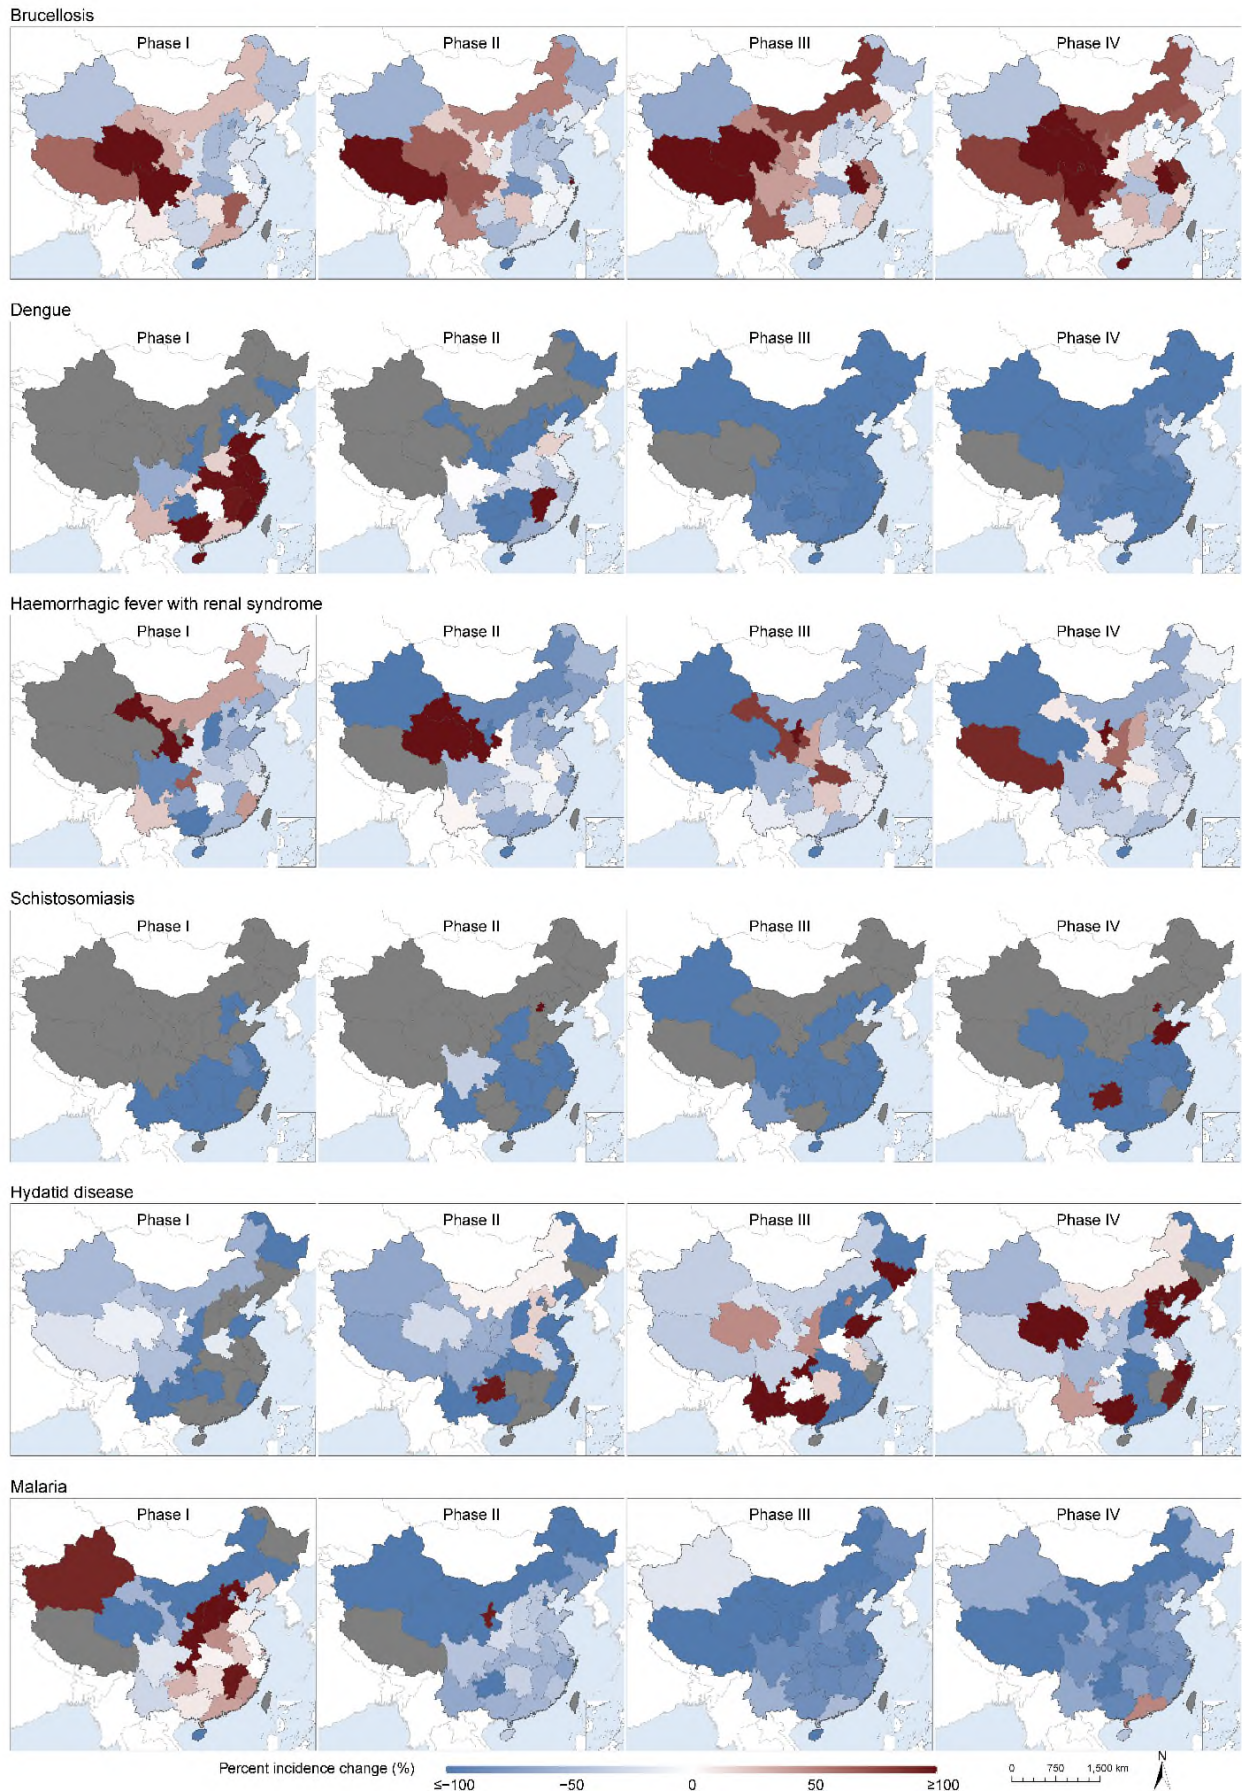 Brucellosis
Phase I
Phase II
Phase III
Phase IV
Dengue
Phase I
Phase II
Phase III
Phase IV
Haemorrhagic fever with renal syndrome
Phase I
Phase II
Phase III
Phase IV
Schistosomiasis
Phase I
Phase II
Phase III
Phase IV
Hydatid disease
Phase I
Phase II
Phase III
Phase IV
Malaria
Phase I
Phase II
Phase III
Phase IV
Percent incidence change (%)
≤−100
−50
0
50
≥100
0 750 1,500 km
N